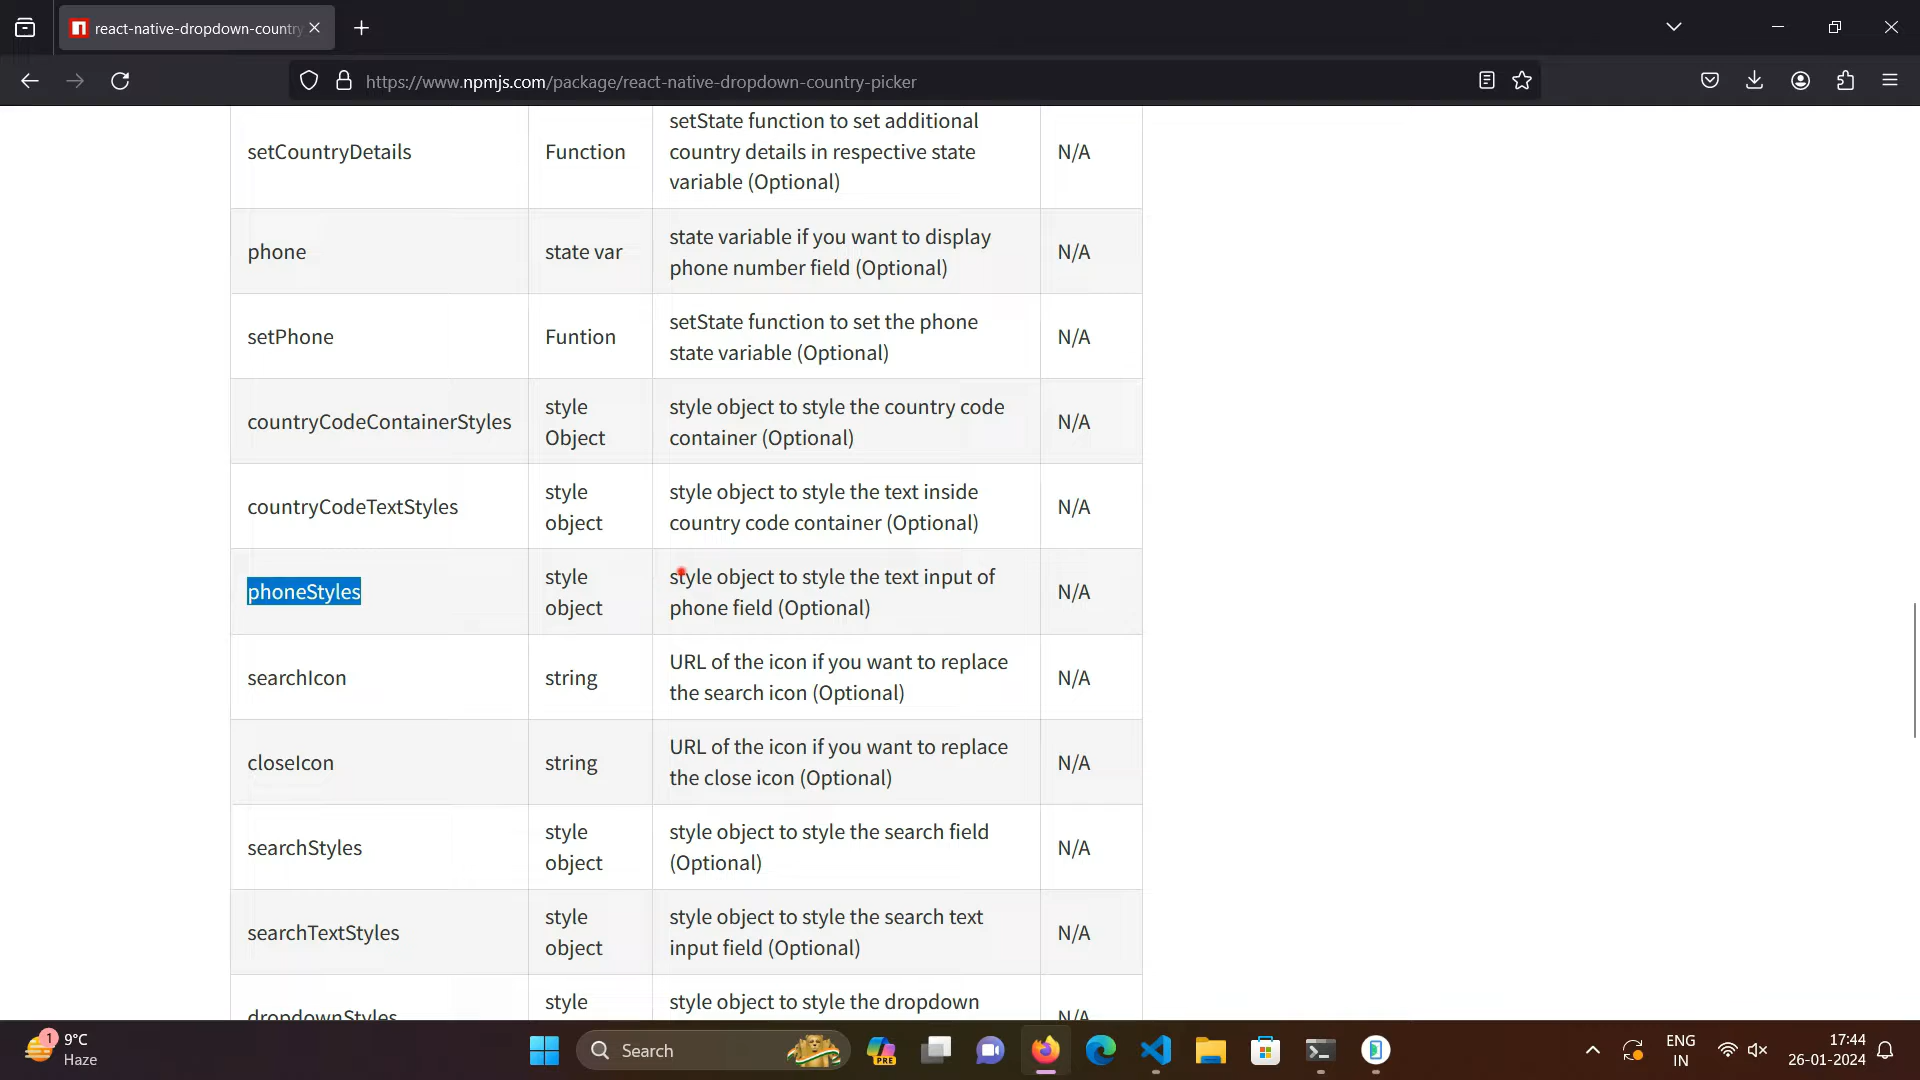 react-native-dropdown-country
https://www.npmjs.com/package/react-native-dropdown-country-picker
setCountryDetails
Function
setState function to set additional
country details in respective state
variable (Optional)
N/A
phone
state var
state variable if you want to display
phone number field (Optional)
N/A
setPhone
Funtion
setState function to set the phone
state variable (Optional)
N/A
countryCodeContainerStyles
style
Object
style object to style the country code
container (Optional)
N/A
countryCodeTextStyles
style
object
style object to style the text inside
country code container (Optional)
N/A
phoneStyles
style
object
style object to style the text input of
phone field (Optional)
N/A
searchIcon
string
URL of the icon if you want to replace
the search icon (Optional)
N/A
closeIcon
string
URL of the icon if you want to replace
the close icon (Optional)
N/A
searchStyles
style
object
style object to style the search field
(Optional)
N/A
searchTextStyles
style
object
style object to style the search text
input field (Optional)
N/A
dropdownStyles
style
style object to style the dropdown
N/A
1
9°C
Haze
Search
PRE
ENG
IN
17:44
26-01-2024